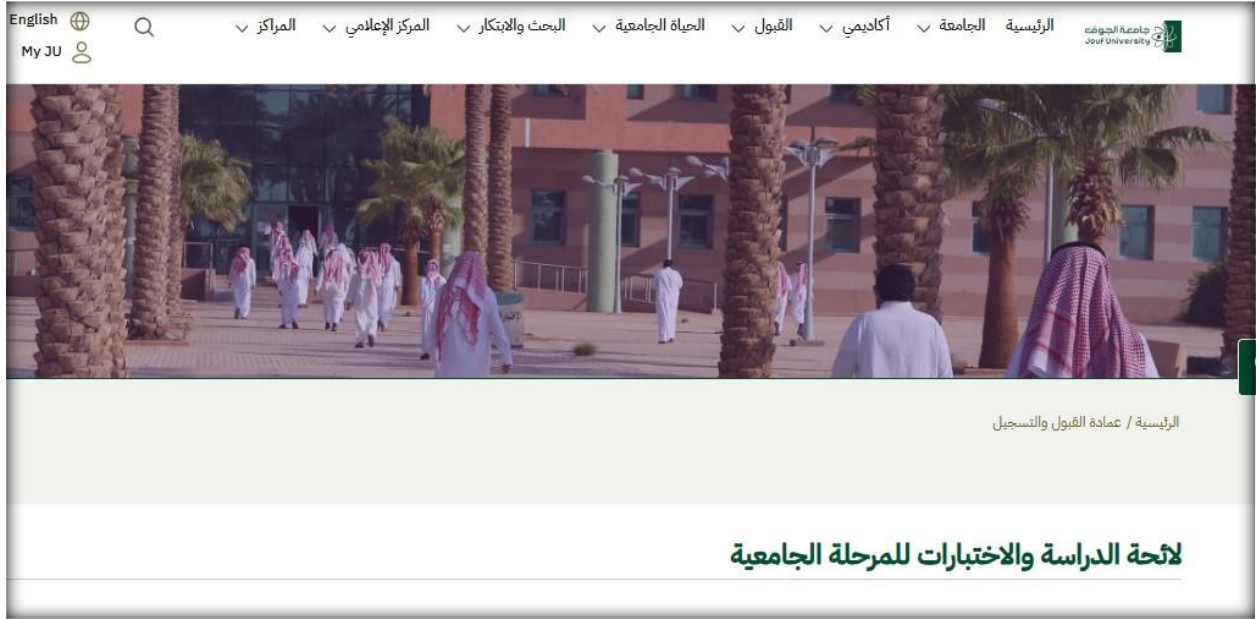 جامعة الجوف
Jouf University
الرئيسية الجامعة أكاديمي القبول الحياة الجامعية البحث والابتكار المركز الإعلامي المراكز
English
My JU
الرئيسية / عمادة القبول والتسجيل
لائحة الدراسة والاختبارات للمرحلة الجامعية